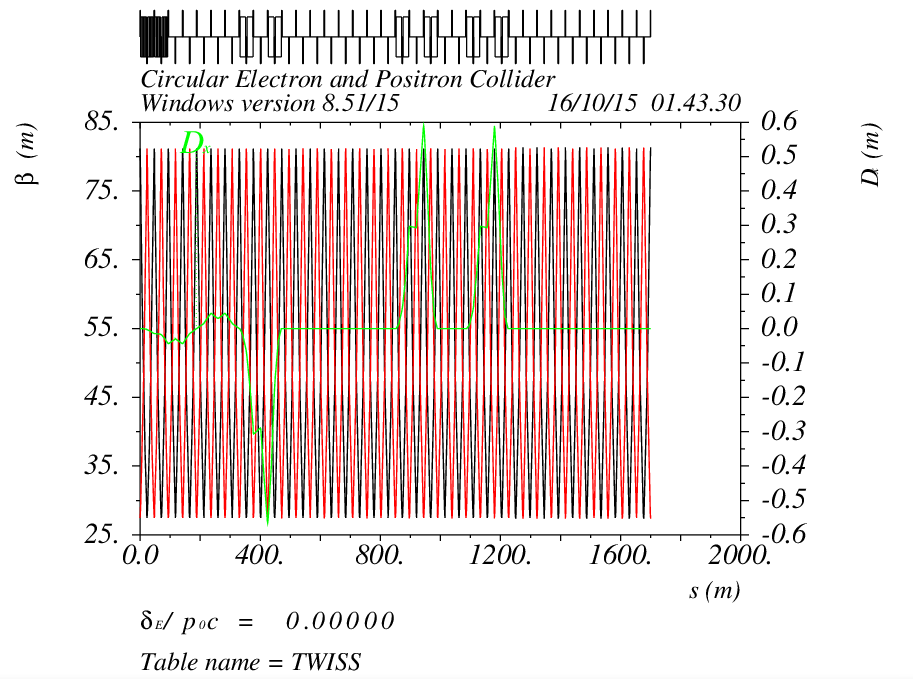 Circular Electron and Positron Collider
Windows version 8.51/15 16/10/15 01.43.30
β (m)
D (m)
85. 0.6
D
0.5
75. 0.4
0.3
65. 0.2
0.1
55. 0.0
-0.1
45. -0.2
-0.3
35. -0.4
-0.5
25. -0.6
0.0 400. 800. 1200. 1600. 2000.
s (m)
δE/ p0c = 0.00000
Table name = TWISS